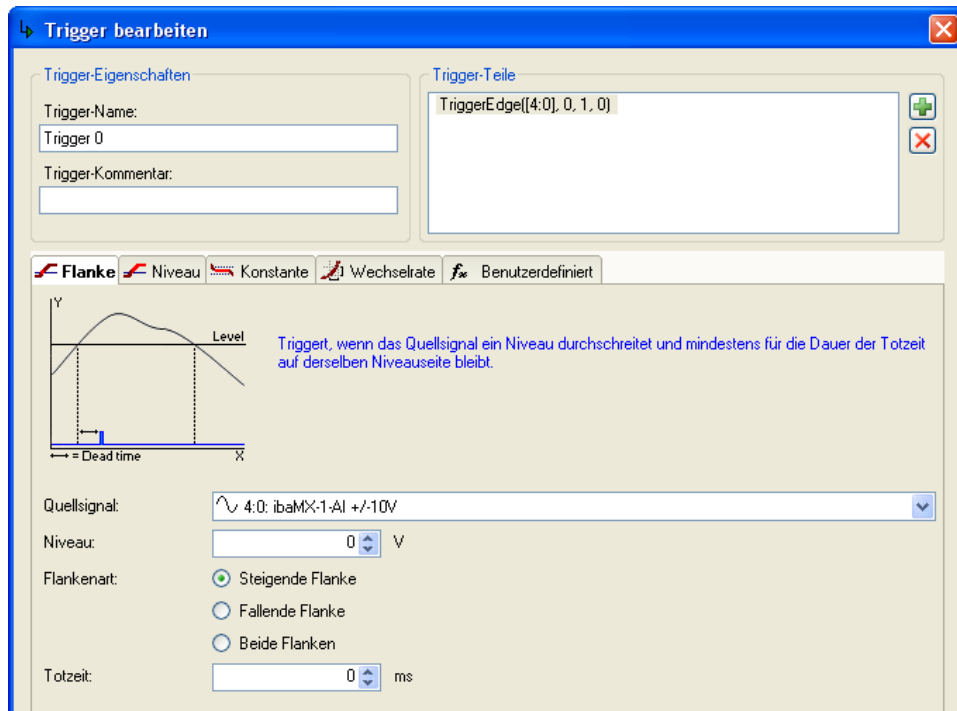 Trigger bearbeiten
Trigger-Eigenschaften
Trigger-Name:
Trigger 0
Trigger-Kommentar:
Trigger-Teile
TriggerEdge([4:0], 0, 1, 0)
Flanke Niveau Konstante Wechselrate fx Benutzerdefiniert
Y
Level
↔ = Dead time X
Triggert, wenn das Quellsignal ein Niveau durchschreitet und mindestens für die Dauer der Totzeit
auf derselben Niveauseite bleibt.
Quellsignal: 4:0: ibaMX-1-AI +/-10V
Niveau: 0 V
Flankenart: Steigende Flanke
Fallende Flanke
Beide Flanken
Totzeit: 0 ms